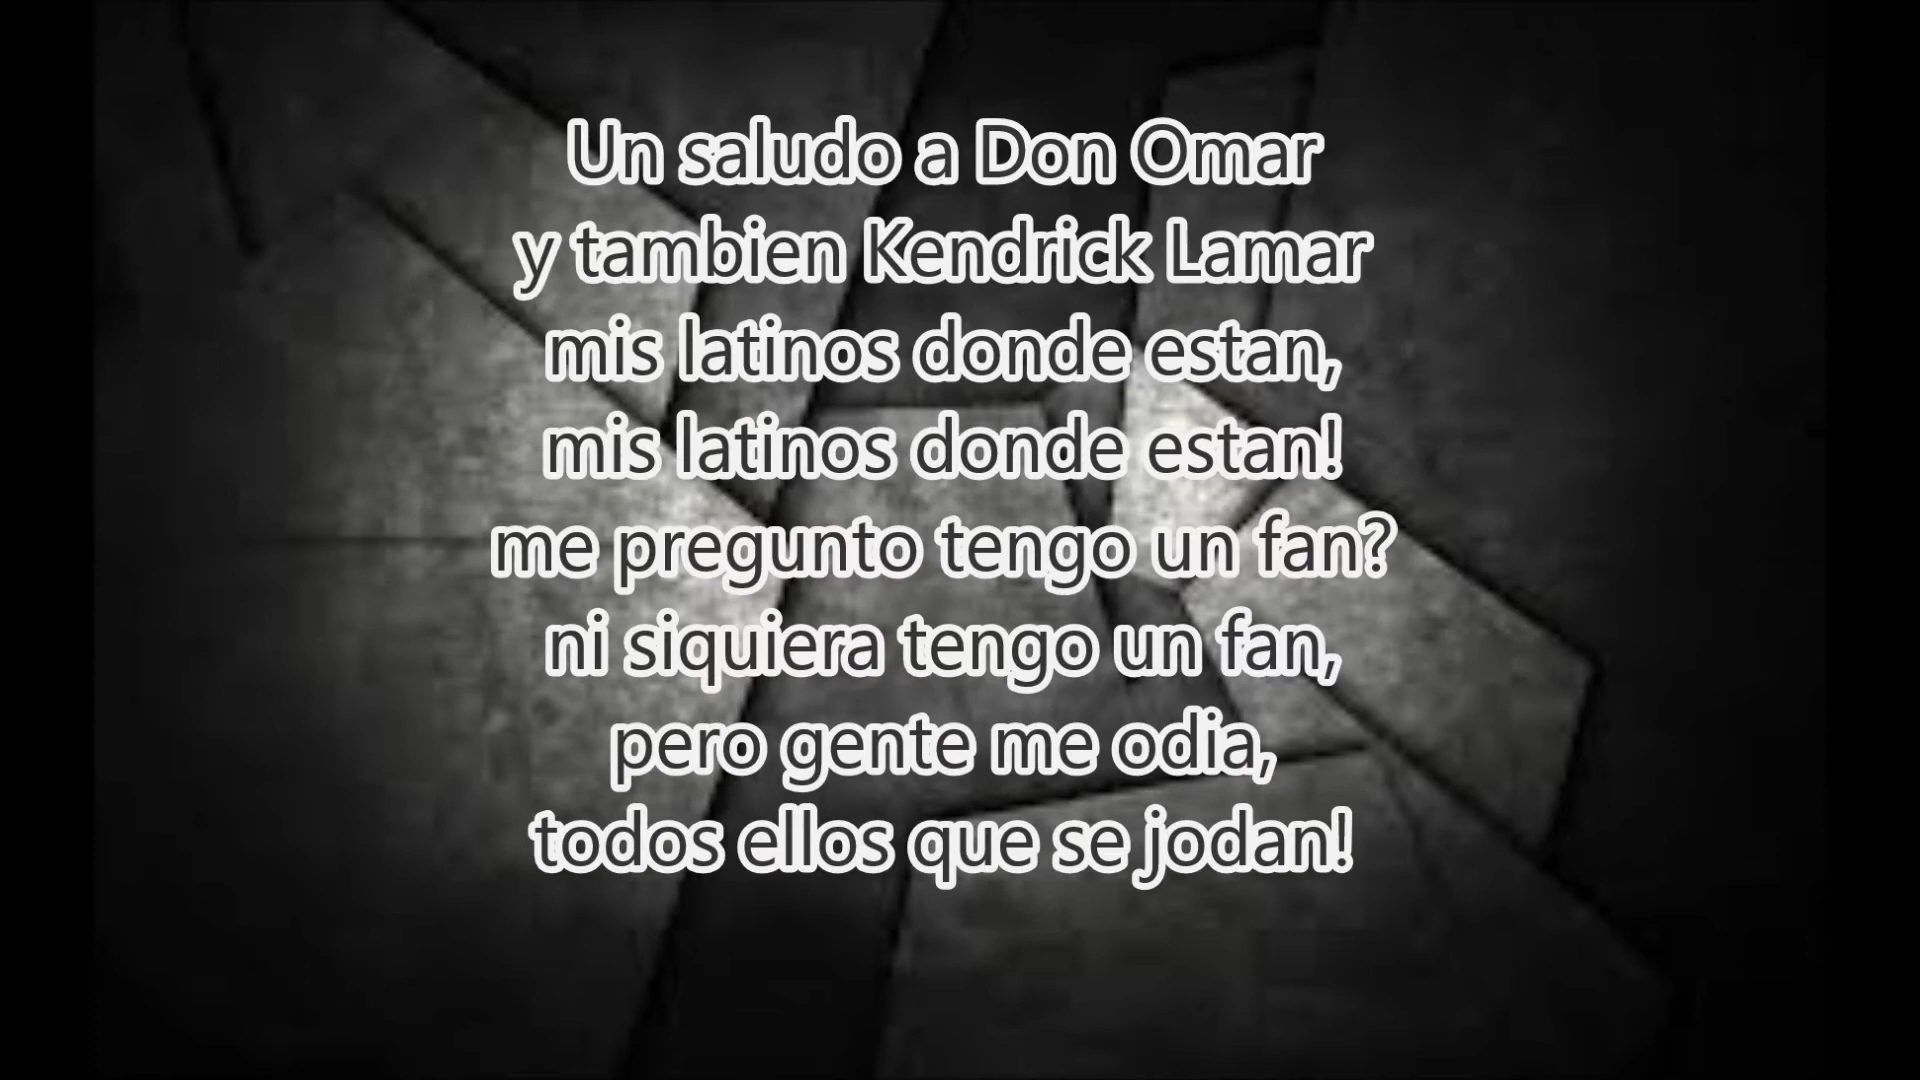 Un saludo a Don Omar
y tambien Kendrick Lamar
mis latinos donde estan,
mis latinos donde estan!
me pregunto tengo un fan?
ni siquiera tengo un fan,
pero gente me odia,
todos ellos que se jodan!